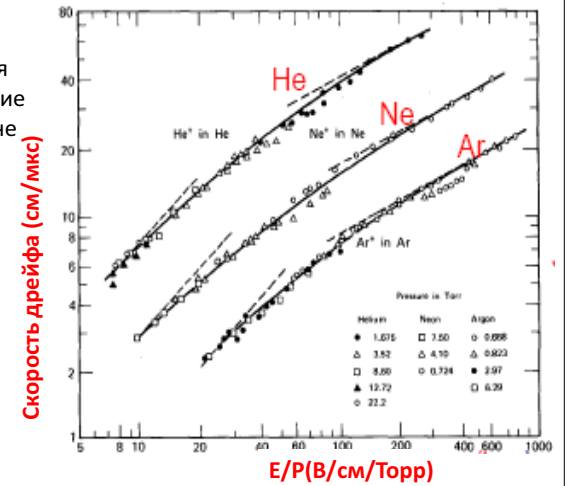 я
ие
не
Скорость дрейфа (см/мкс)
80
40
20
10
8
6
4
2
1
He
Ne
Ar
He⁺ in He
Ne⁺ in Ne
Ar⁺ in Ar
Pressure in Torr
Helium Neon Argon
● 1.675 □ 7.50 ○ 0.668
△ 3.52 △ 4.10 △ 0.823
□ 8.60 ○ 0.724 ● 2.97
▲ 12.72 □ 6.29
○ 22.2
5 8 10 20 40 60 100 200 400 600 1000
E/P(В/см/Торр)